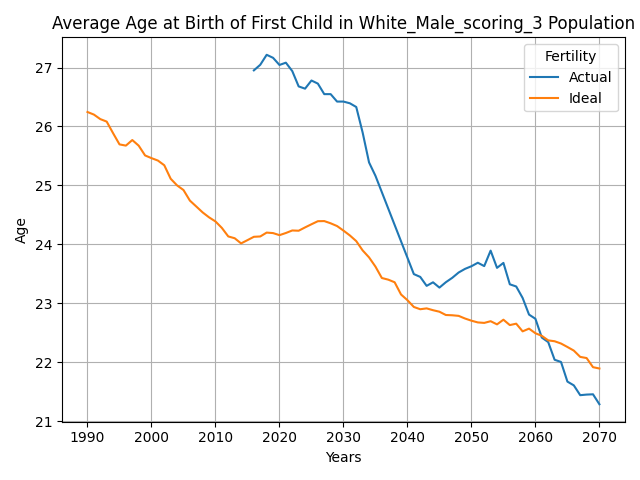 Average Age at Birth of First Child in White_Male_scoring_3 Population
Fertility
Actual
Ideal
Age
27
26
25
24
23
22
21
1990 2000 2010 2020 2030 2040 2050 2060 2070
Years